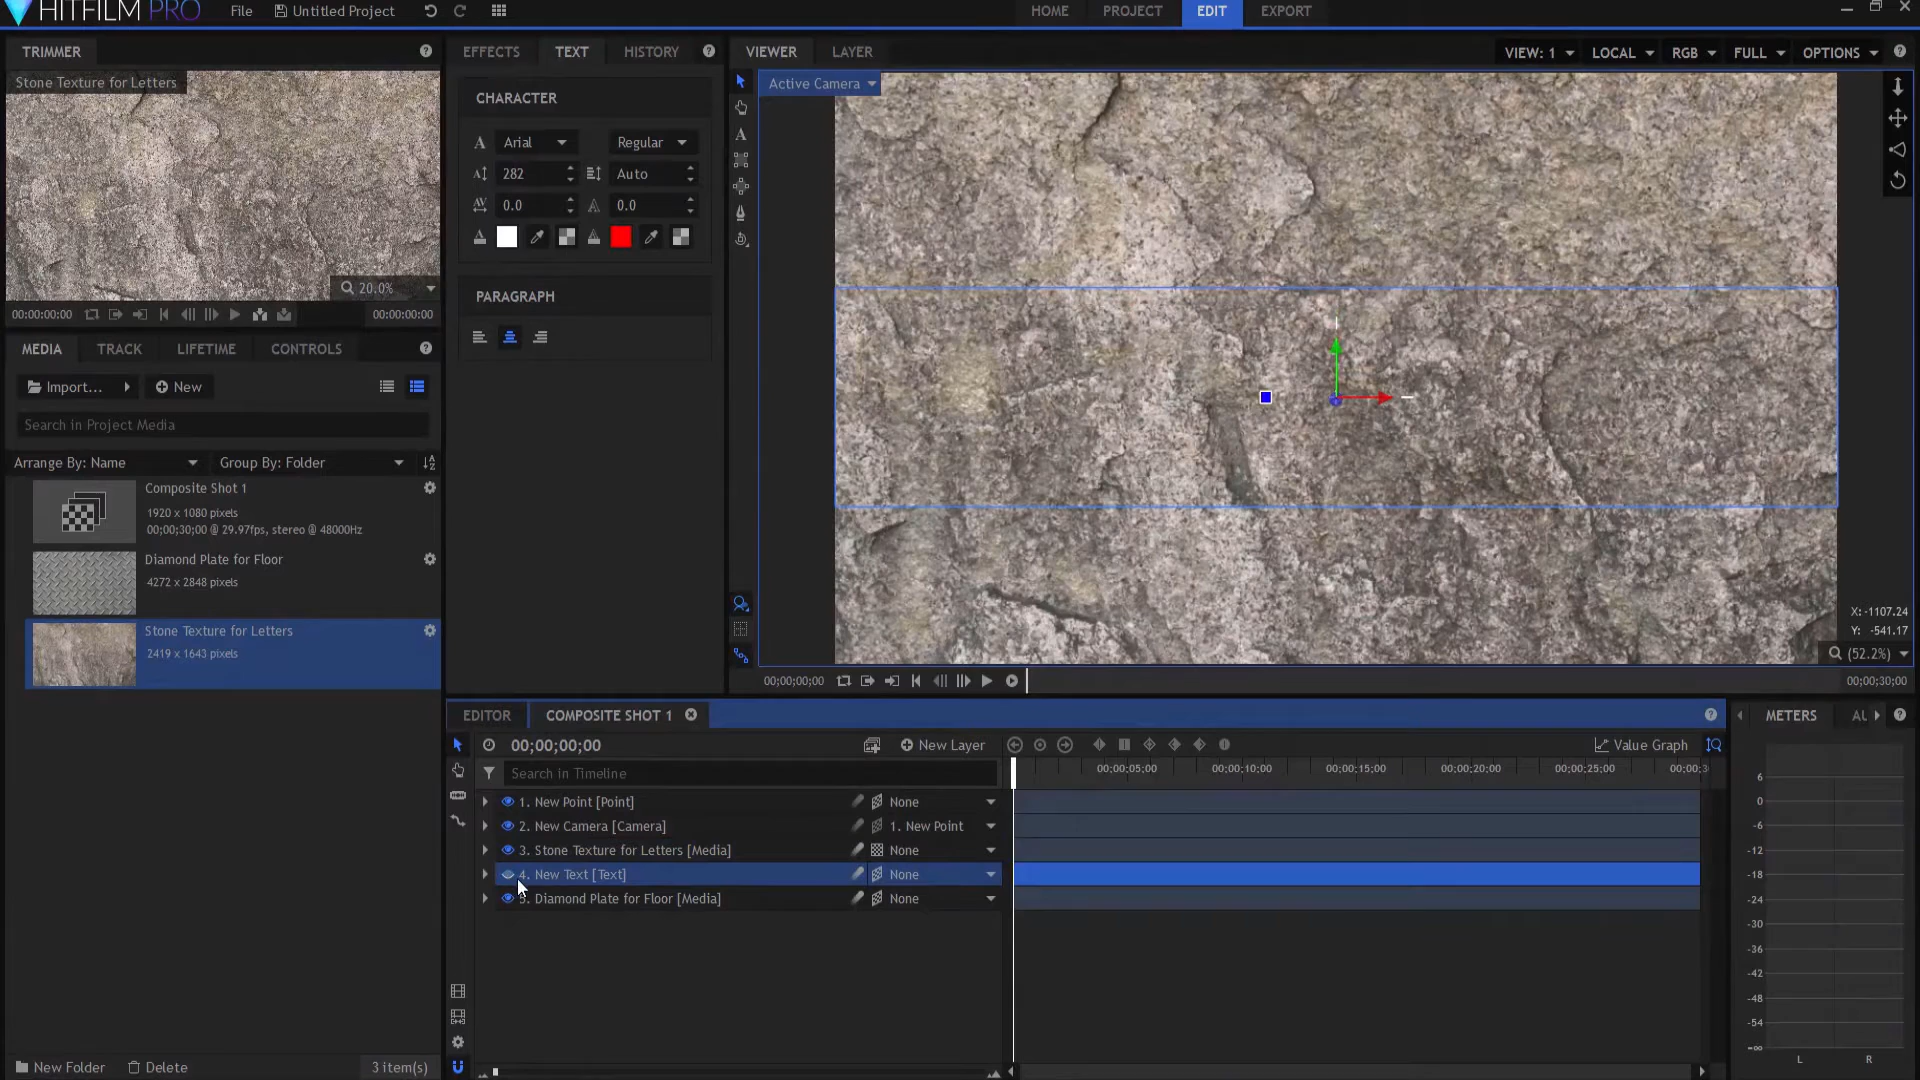 HITFILM PRO
File
Untitled Project
HOME
PROJECT
EDIT
EXPORT
TRIMMER
Stone Texture for Letters
20.0%
00:00:00:00
00:00:00:00
MEDIA
TRACK
LIFETIME
CONTROLS
Import...
New
Search in Project Media
Arrange By: Name
Group By: Folder
Composite Shot 1
1920 x 1080 pixels
00;00;30;00 @ 29.97fps, stereo @ 48000Hz
Diamond Plate for Floor
4272 x 2848 pixels
Stone Texture for Letters
2419 x 1643 pixels
New Folder
Delete
3 item(s)
EFFECTS
TEXT
HISTORY
CHARACTER
Arial
Regular
282
Auto
0.0
0.0
PARAGRAPH
VIEWER
LAYER
VIEW: 1
LOCAL
RGB
FULL
OPTIONS
Active Camera
X: -1107.24
Y: -541.17
(52.2%)
00;00;00;00
00;00;30;00
EDITOR
COMPOSITE SHOT 1
00;00;00;00
New Layer
Value Graph
Search in Timeline
00;00;05;00
00;00;10;00
00;00;15;00
00;00;20;00
00;00;25;00
1. New Point [Point]
None
2. New Camera [Camera]
1. New Point
3. Stone Texture for Letters [Media]
None
4. New Text [Text]
None
5. Diamond Plate for Floor [Media]
None
METERS
6
0
-6
-12
-18
-24
-30
-36
-42
-48
-54
-∞
L
R